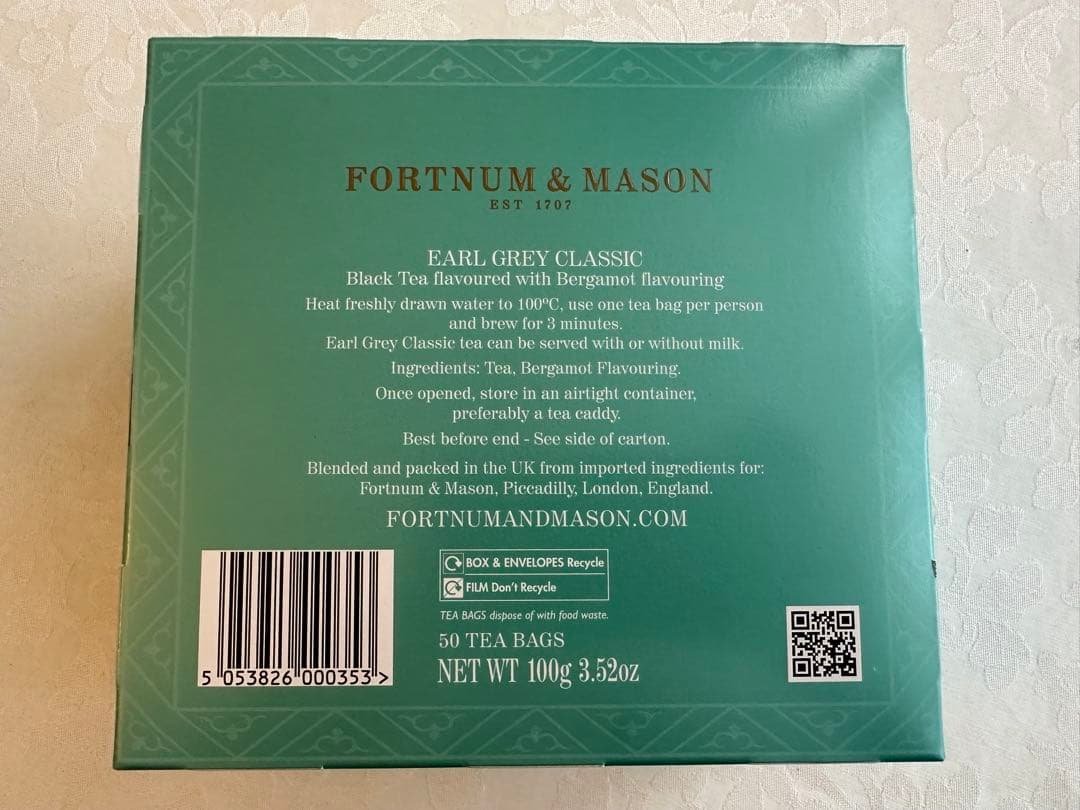 FORTNUM & MASON
EST 1707
EARL GREY CLASSIC
Black Tea flavoured with Bergamot flavouring
Heat freshly drawn water to 100ºC, use one tea bag per person
and brew for 3 minutes.
Earl Grey Classic tea can be served with or without milk.
Ingredients: Tea, Bergamot Flavouring.
Once opened, store in an airtight container,
preferably a tea caddy.
Best before end - See side of carton.
Blended and packed in the UK from imported ingredients for:
Fortnum & Mason, Piccadilly, London, England.
FORTNUMANDMASON.COM
BOX & ENVELOPES Recycle
FILM Don't Recycle
TEA BAGS dispose of with food waste.
50 TEA BAGS
NET WT 100g 3.52oz
5 053826 000353 >